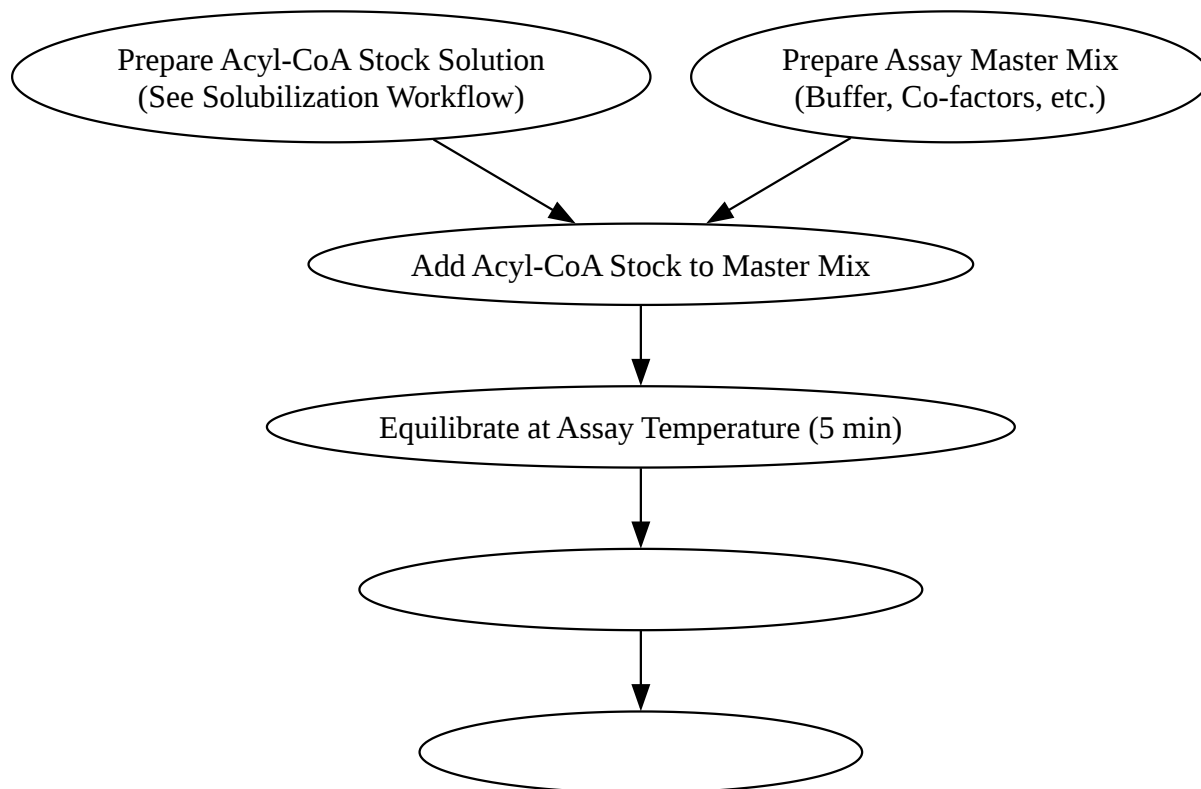 Prepare Acyl-CoA Stock Solution
(See Solubilization Workflow)
Prepare Assay Master Mix
(Buffer, Co-factors, etc.)
Add Acyl-CoA Stock to Master Mix
Equilibrate at Assay Temperature (5 min)